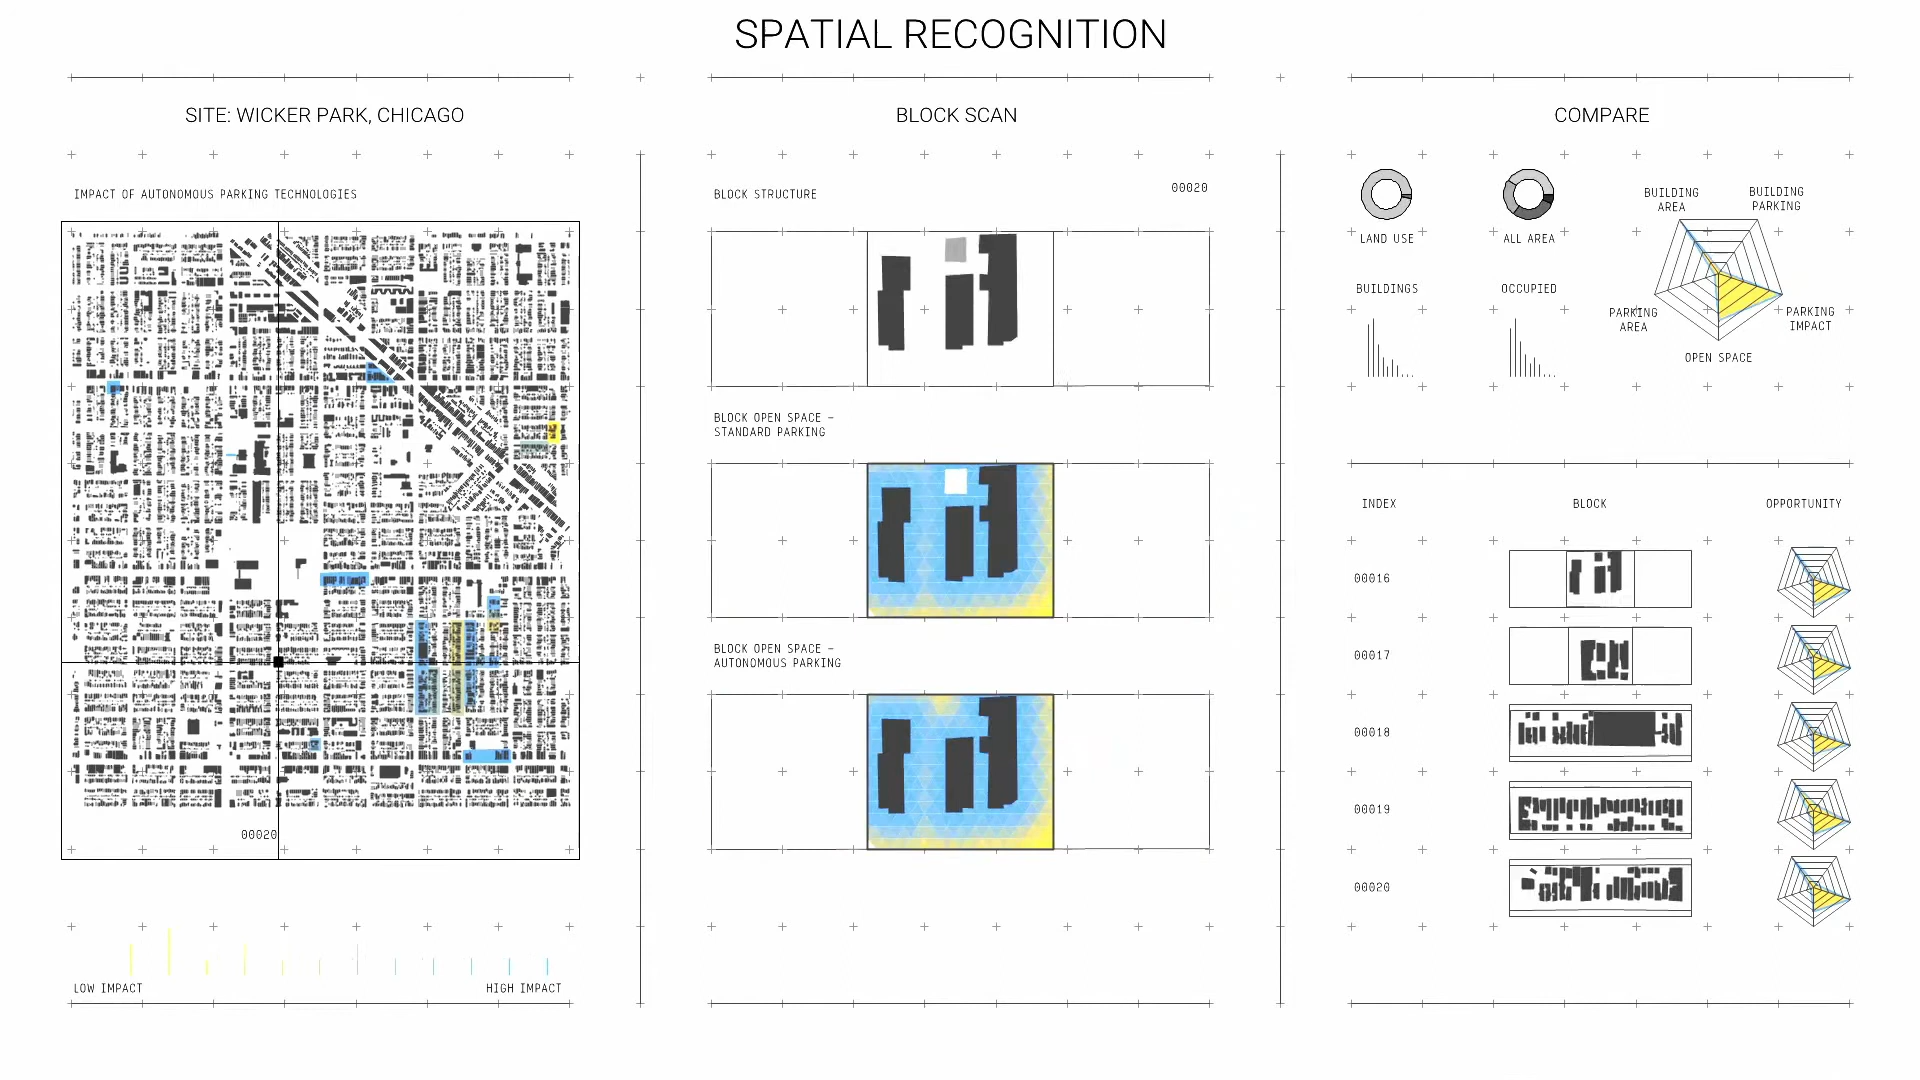 SPATIAL RECOGNITION
SITE: WICKER PARK, CHICAGO
IMPACT OF AUTONOMOUS PARKING TECHNOLOGIES
00020
LOW IMPACT
HIGH IMPACT
BLOCK SCAN
BLOCK STRUCTURE
00020
BLOCK OPEN SPACE –
STANDARD PARKING
BLOCK OPEN SPACE –
AUTONOMOUS PARKING
COMPARE
LAND USE
ALL AREA
BUILDINGS
OCCUPIED
BUILDING
AREA
BUILDING
PARKING
PARKING
AREA
PARKING
IMPACT
OPEN SPACE
INDEX
BLOCK
OPPORTUNITY
00016
00017
00018
00019
00020